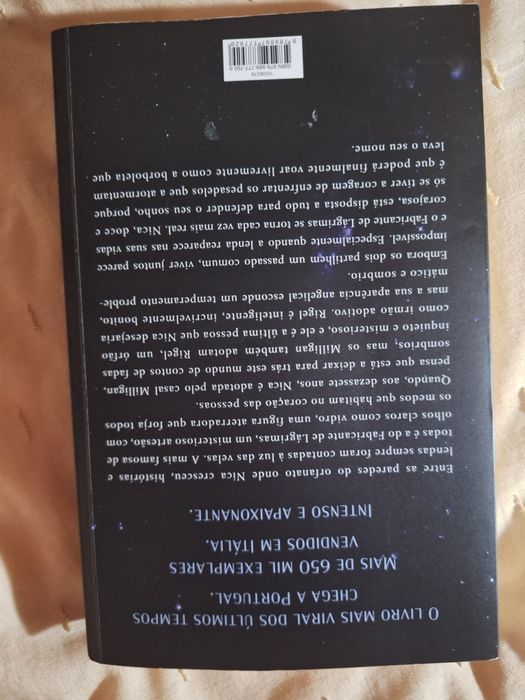 O LIVRO MAIS VIRAL DOS ÚLTIMOS TEMPOS
CHEGA A PORTUGAL.
MAIS DE 650 MIL EXEMPLARES
VENDIDOS EM ITÁLIA.
INTENSO E APAIXONANTE.
Entre as paredes do orfanato onde Nica cresceu, histórias e
lendas sempre foram contadas à luz das velas. A mais famosa de
todas é a do Fabricante de Lágrimas, um misterioso artesão, com
olhos claros como vidro, uma figura aterradora que forja todos
os medos que habitam no coração das pessoas.
Quando, aos dezassete anos, Nica é adotada pelo casal Milligan,
pensa que está a deixar para trás este mundo de contos de fadas
sombrios; mas os Milligan também adotam Rigel, um órfão
inquieto e misterioso, e ele é a última pessoa que Nica desejaria
como irmão adotivo. Rigel é inteligente, incrivelmente bonito,
mas a sua aparência angelical esconde um temperamento proble-
mático e sombrio.
Embora os dois partilhem um passado comum, viver juntos parece
impossível. Especialmente quando a lenda reaparece nas suas vidas
e o Fabricante de Lágrimas se torna cada vez mais real. Nica, doce e
corajosa, está disposta a tudo para defender o seu sonho, porque
só se tiver a coragem de enfrentar os pesadelos que a atormentam
é que poderá finalmente voar livremente como a borboleta que
leva o seu nome.